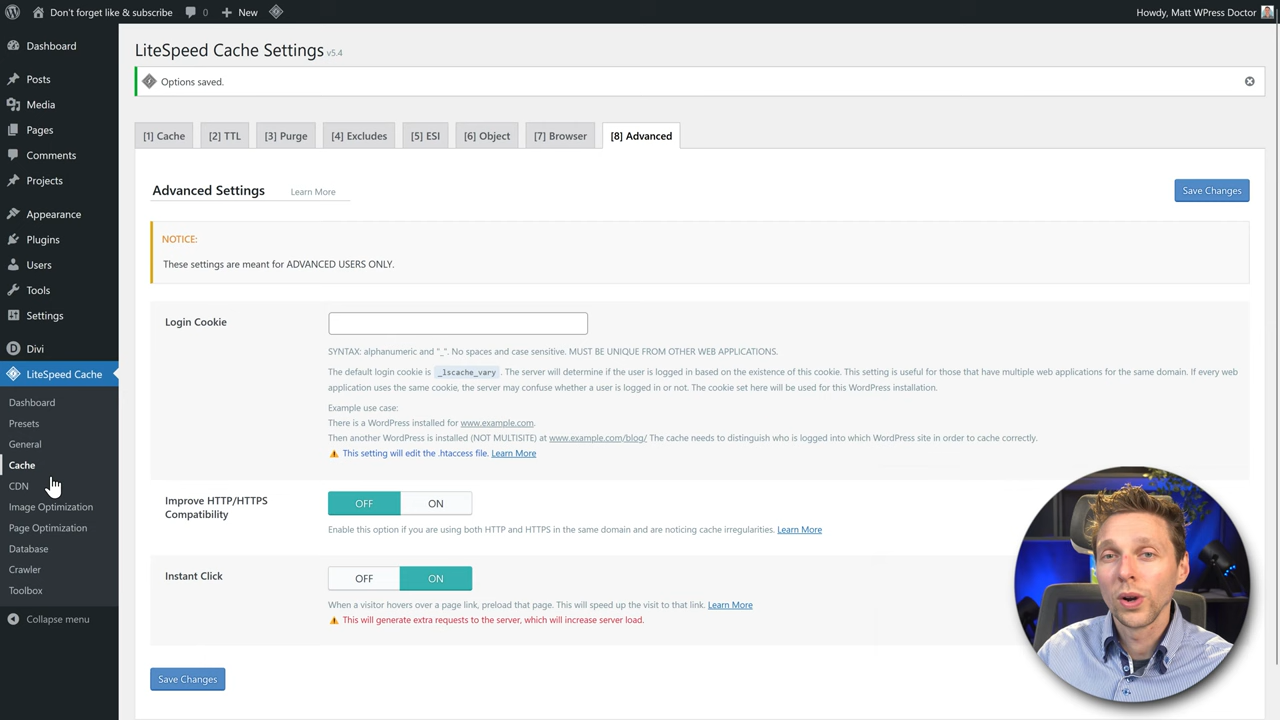 Don't forget like & subscribe 0 New Howdy, Matt WPress Doctor
Dashboard
Posts
Media
Pages
Comments
Projects
Appearance
Plugins
Users
Tools
Settings
Divi
LiteSpeed Cache
Dashboard
Presets
General
Cache
CDN
Image Optimization
Page Optimization
Database
Crawler
Toolbox
Collapse menu
LiteSpeed Cache Settings v5.4
Options saved.
[1] Cache [2] TTL [3] Purge [4] Excludes [5] ESI [6] Object [7] Browser [8] Advanced
Advanced Settings Learn More Save Changes
NOTICE:
These settings are meant for ADVANCED USERS ONLY.
Login Cookie
SYNTAX: alphanumeric and "_". No spaces and case sensitive. MUST BE UNIQUE FROM OTHER WEB APPLICATIONS.
The default login cookie is _lscache_vary . The server will determine if the user is logged in based on the existence of this cookie. This setting is useful for those that have multiple web applications for the same domain. If every web
application uses the same cookie, the server may confuse whether a user is logged in or not. The cookie set here will be used for this WordPress installation.
Example use case:
There is a WordPress installed for www.example.com.
Then another WordPress is installed (NOT MULTISITE) at www.example.com/blog/ The cache needs to distinguish who is logged into which WordPress site in order to cache correctly.
This setting will edit the .htaccess file. Learn More
Improve HTTP/HTTPS
Compatibility
OFF ON
Enable this option if you are using both HTTP and HTTPS in the same domain and are noticing cache irregularities. Learn More
Instant Click
OFF ON
When a visitor hovers over a page link, preload that page. This will speed up the visit to that link. Learn More
This will generate extra requests to the server, which will increase server load.
Save Changes